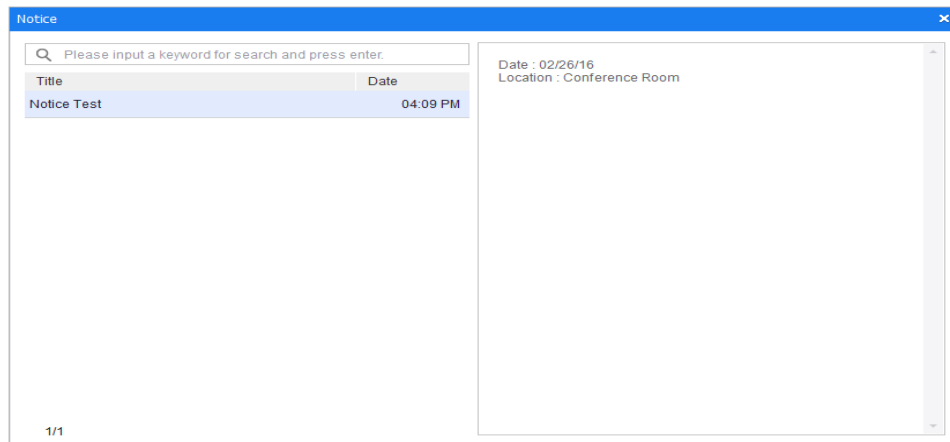 Notice
Please input a keyword for search and press enter.
Title Date
Notice Test 04:09 PM
1/1
Date : 02/26/16
Location : Conference Room